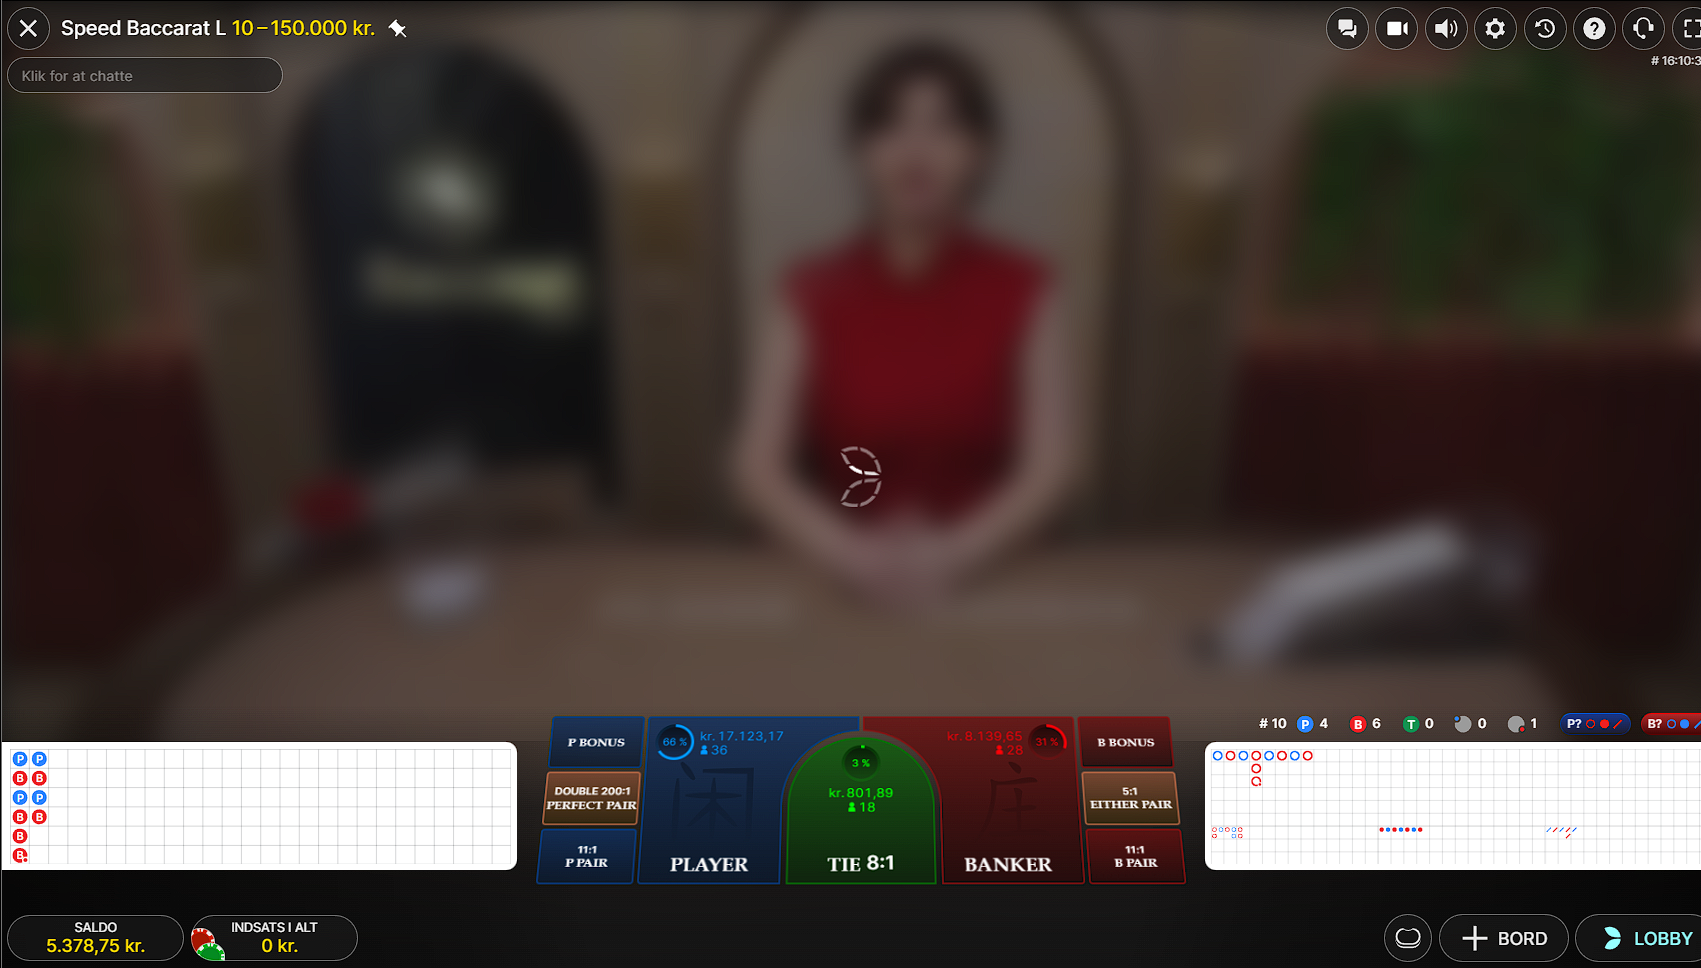 Speed Baccarat L 10–150.000 kr.
Klik for at chatte
# 16:10:3
# 10 P 4 B 6 T 0 0 1 P? B?
P BONUS
66 %
kr. 17.123,17
36
DOUBLE 200:1
PERFECT PAIR
11:1
P PAIR
闲
PLAYER
3 %
kr. 801,89
18
TIE 8:1
kr. 8.139,65
28
31 %
庄
BANKER
B BONUS
5:1
EITHER PAIR
11:1
B PAIR
P P
B B
P P
B B
B
B
SALDO
5.378,75 kr.
INDSATS I ALT
0 kr.
BORD
LOBBY